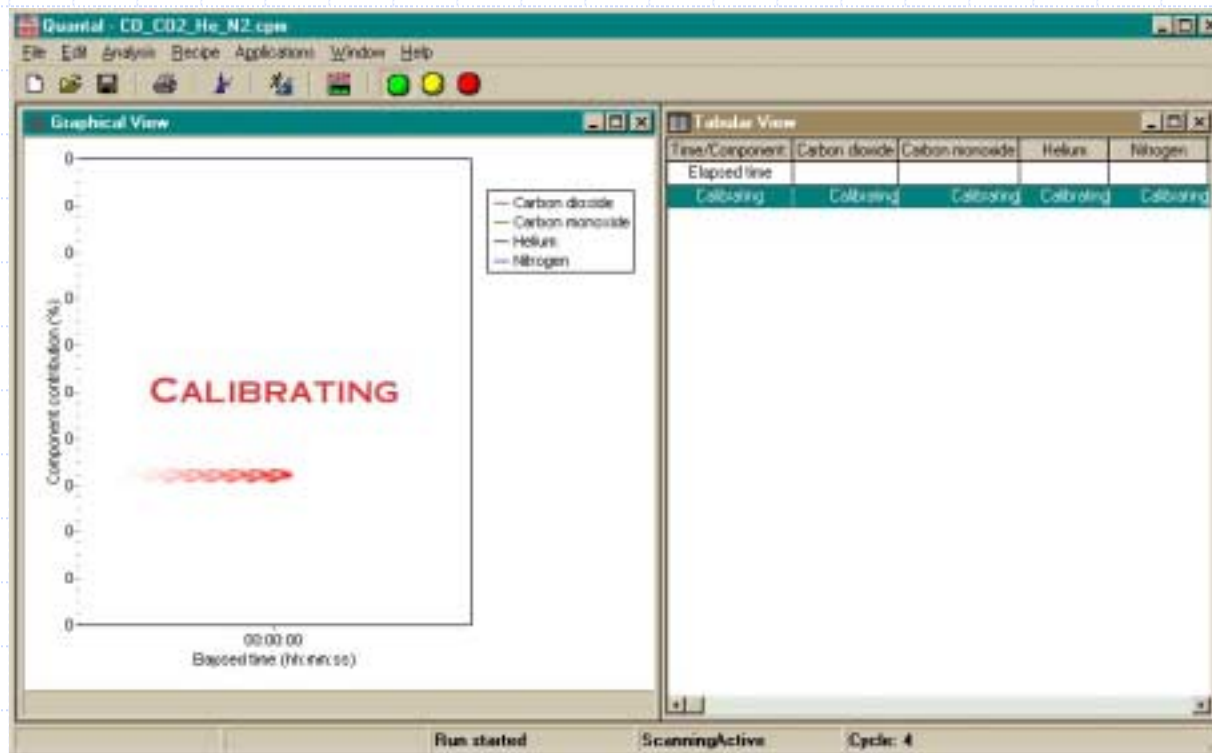 Quantal - CO_CO2_He_N2.cpm
File Edit Analysis Recipe Applications Window Help
Graphical View
0
0
0
0
0
0
0
0
0
0
0
Component contribution (%)
CALIBRATING
00:00:00
Elapsed time (hh:mm:ss)
Carbon dioxide
Carbon monoxide
Helium
Nitrogen
Tabular View
Time/Component Carbon dioxide Carbon monoxide Helium Nitrogen
Elapsed time
Calibrating Calibrating Calibrating Calibrating Calibrating
Run started ScanningActive Cycle: 4